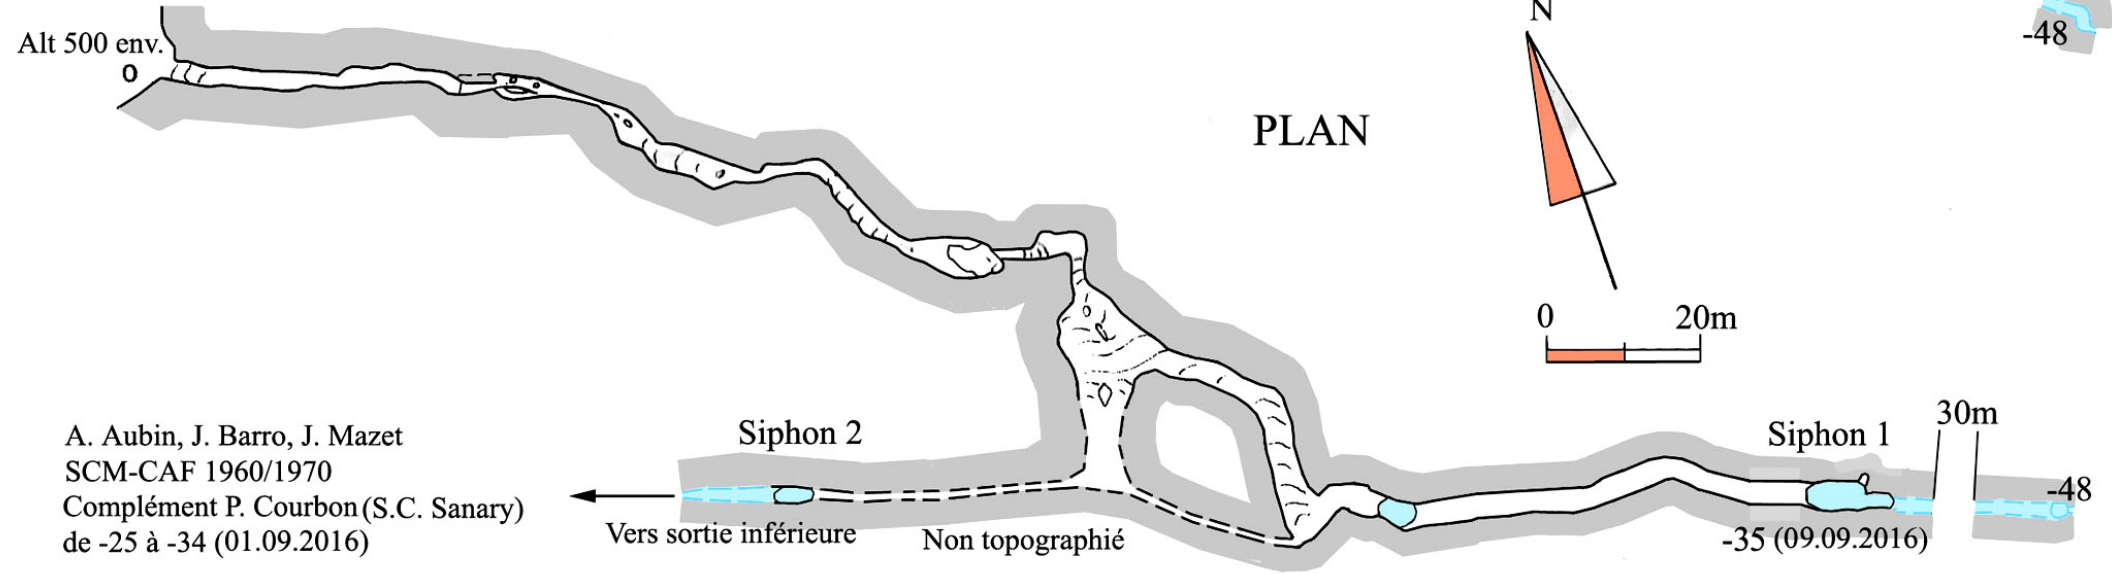 N
-48
Alt 500 env.
0
PLAN
0 20m
30m
Siphon 2
Siphon 1
-48
A. Aubin, J. Barro, J. Mazet
SCM-CAF 1960/1970
Complément P. Courbon (S.C. Sanary)
de -25 à -34 (01.09.2016)
Vers sortie inférieure
Non topographié
-35 (09.09.2016)